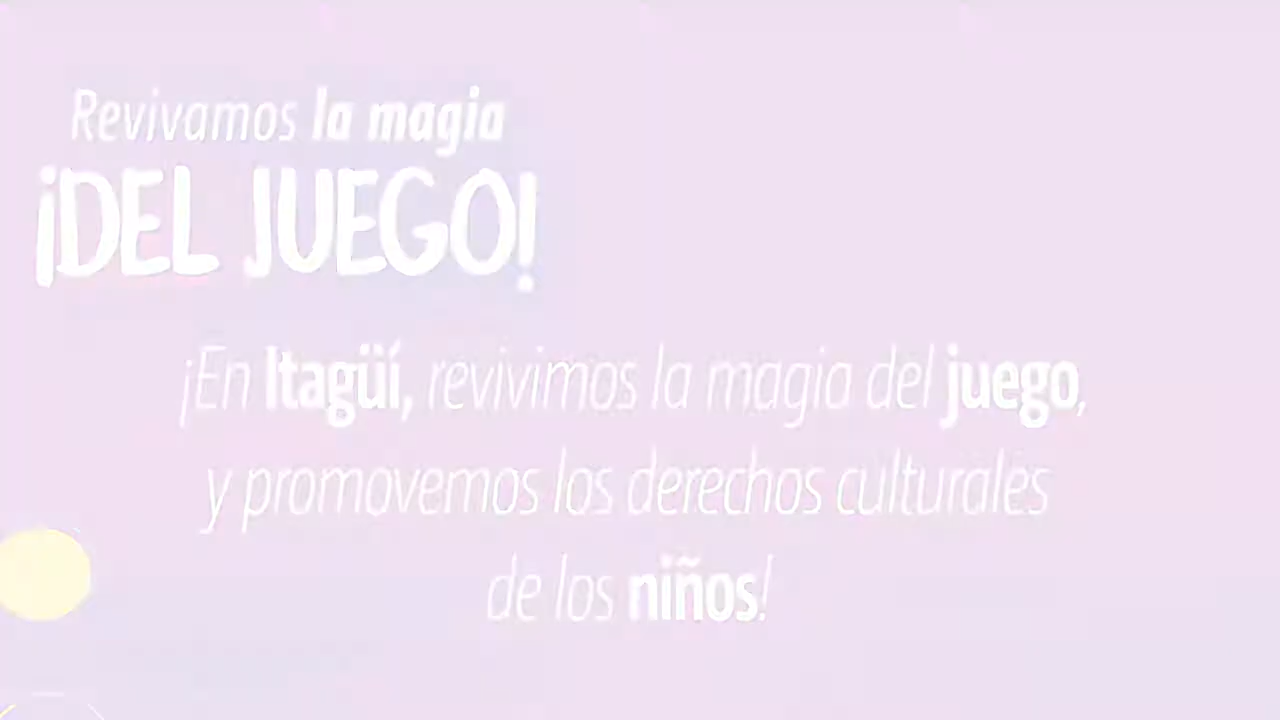 Revivamos la magia
¡DEL JUEGO!
¡En Itagüí, revivimos la magia del juego,
y promovemos los derechos culturales
de los niños!